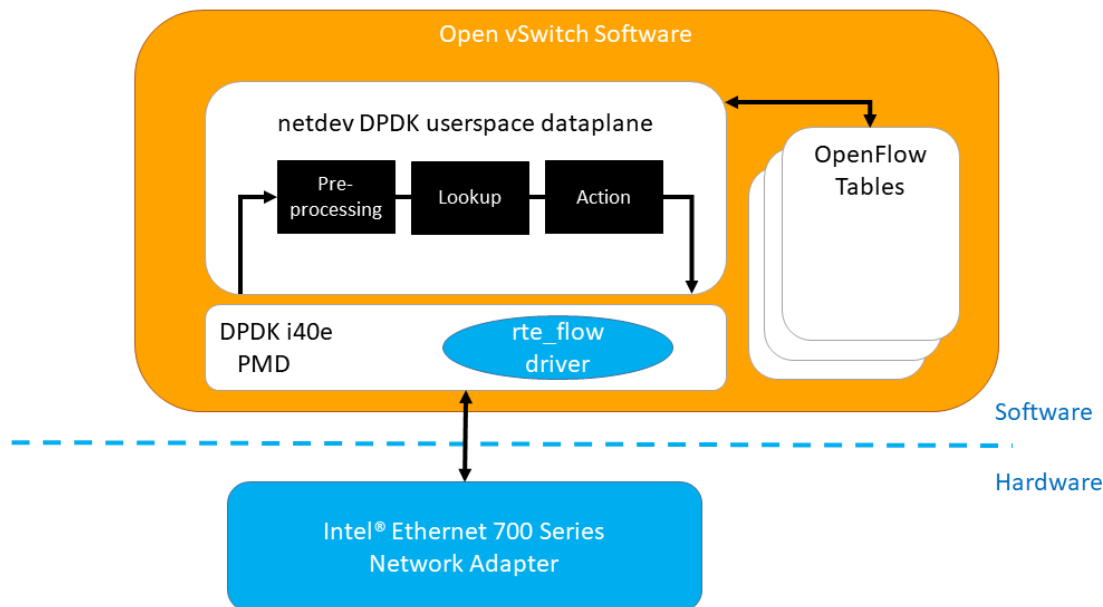 Open vSwitch Software
netdev DPDK userspace dataplane
Pre-
processing
Lookup
Action
OpenFlow
Tables
DPDK i40e
PMD
rte_flow
driver
Software
Hardware
Intel® Ethernet 700 Series
Network Adapter